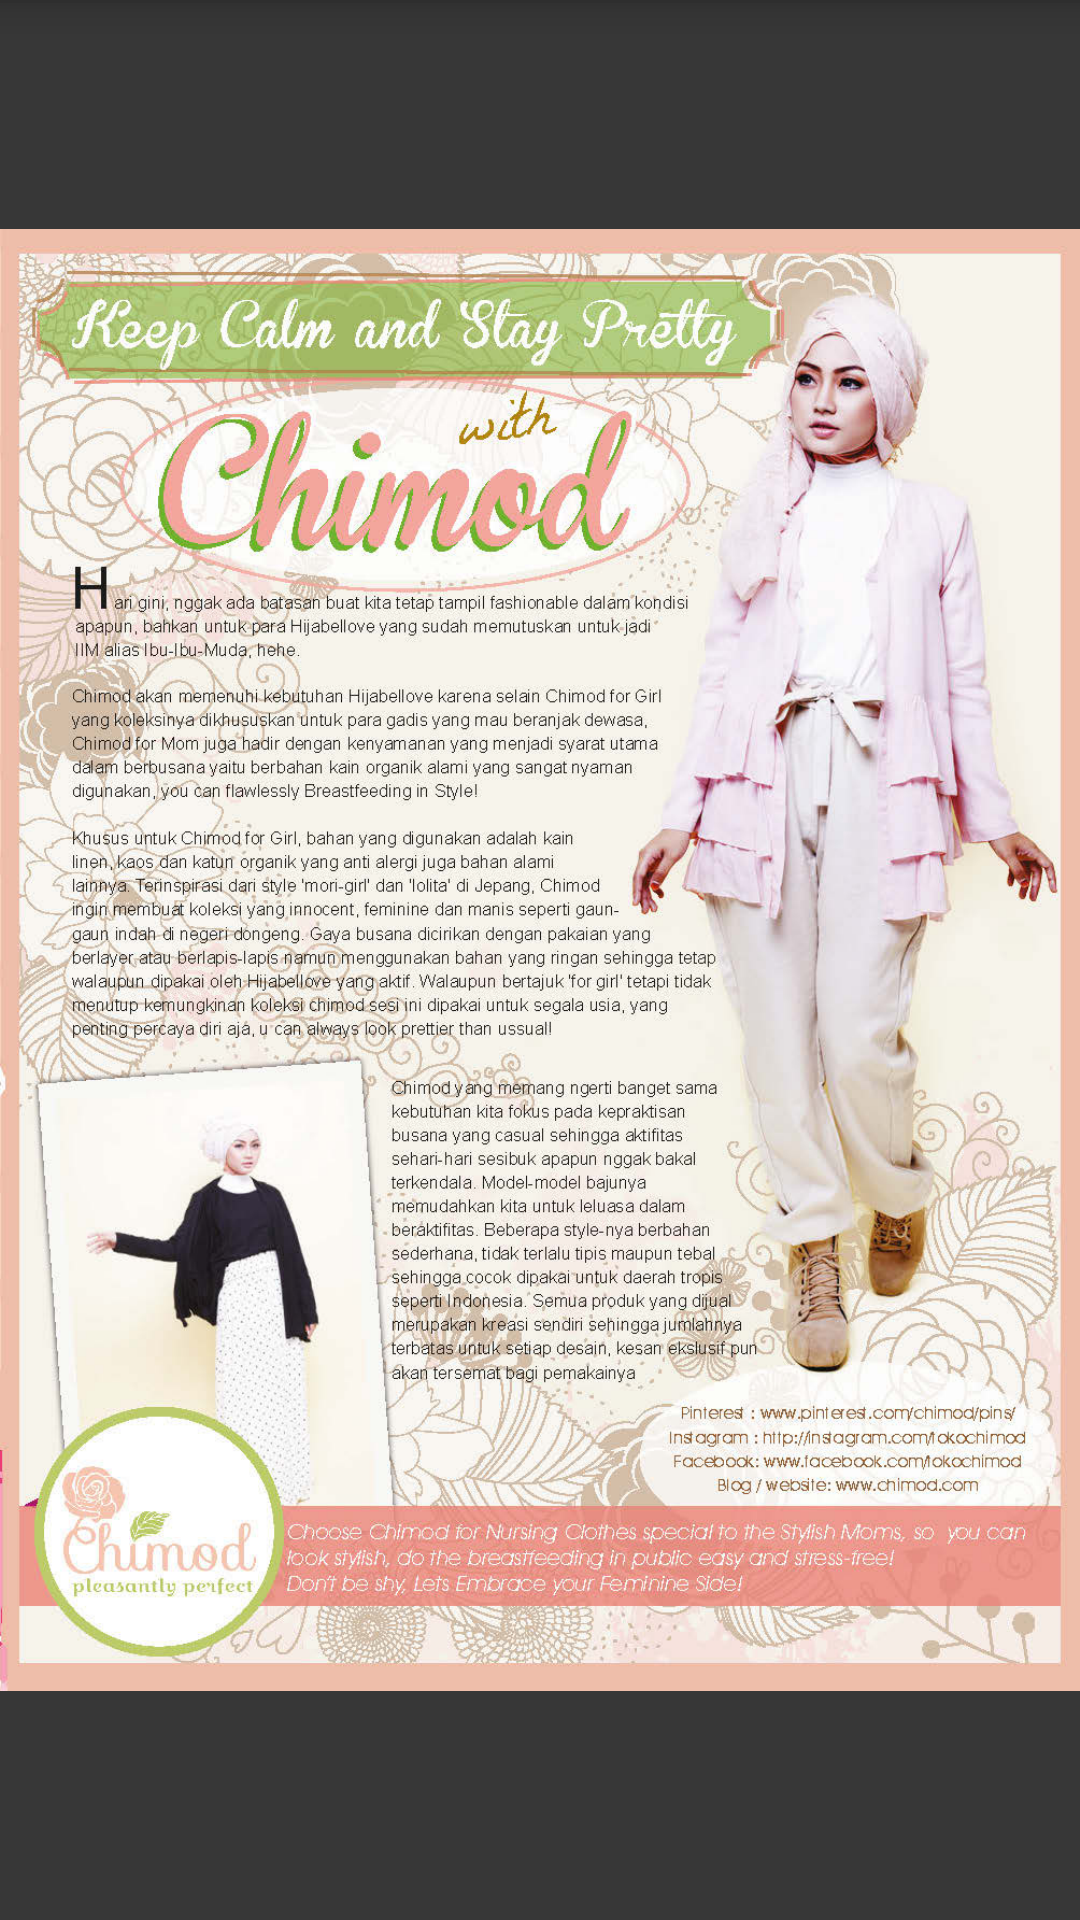 Keep Calm and Stay Pretty
with
Chimod
Hari gini, nggak ada batasan buat kita tetap tampil fashionable dalam kondisi
apapun, bahkan untuk para Hijabellove yang sudah memutuskan untuk jadi
IIM alias Ibu-Ibu-Muda, hehe.
Chimod akan memenuhi kebutuhan Hijabellove karena selain Chimod for Girl
yang koleksinya dikhususkan untuk para gadis yang mau beranjak dewasa,
Chimod for Mom juga hadir dengan kenyamanan yang menjadi syarat utama
dalam berbusana yaitu berbahan kain organik alami yang sangat nyaman
digunakan, you can flawlessly Breastfeeding in Style!
Khusus untuk Chimod for Girl, bahan yang digunakan adalah kain
linen, kaos dan katun organik yang anti alergi juga bahan alami
lainnya. Terinspirasi dari style 'mori-girl' dan 'lolita' di Jepang, Chimod
ingin membuat koleksi yang innocent, feminine dan manis seperti gaun-
gaun indah di negeri dongeng. Gaya busana dicirikan dengan pakaian yang
berlayer atau berlapis-lapis namun menggunakan bahan yang ringan sehingga tetap
walaupun dipakai oleh Hijabellove yang aktif. Walaupun bertajuk 'for girl' tetapi tidak
menutup kemungkinan koleksi chimod sesi ini dipakai untuk segala usia, yang
penting percaya diri aja, u can always look prettier than ussual!
Chimod yang memang ngerti banget sama
kebutuhan kita fokus pada kepraktisan
busana yang casual sehingga aktifitas
sehari-hari sesibuk apapun nggak bakal
terkendala. Model-model bajunya
memudahkan kita untuk leluasa dalam
beraktifitas. Beberapa style-nya berbahan
sederhana, tidak terlalu tipis maupun tebal
sehingga cocok dipakai untuk daerah tropis
seperti Indonesia. Semua produk yang dijual
merupakan kreasi sendiri sehingga jumlahnya
terbatas untuk setiap desain, kesan ekslusif pun
akan tersemat bagi pemakainya
Pinterest : www.pinterest.com/chimod/pins/
Instagram : http://instagram.com/tokochimod
Facebook: www.facebook.com/tokochimod
Blog / website: www.chimod.com
Chimod
pleasantly perfect
Choose Chimod for Nursing Clothes special to the Stylish Moms, so you can
look stylish, do the breastfeeding in public easy and stress-free!
Don't be shy, Lets Embrace your Feminine Side!